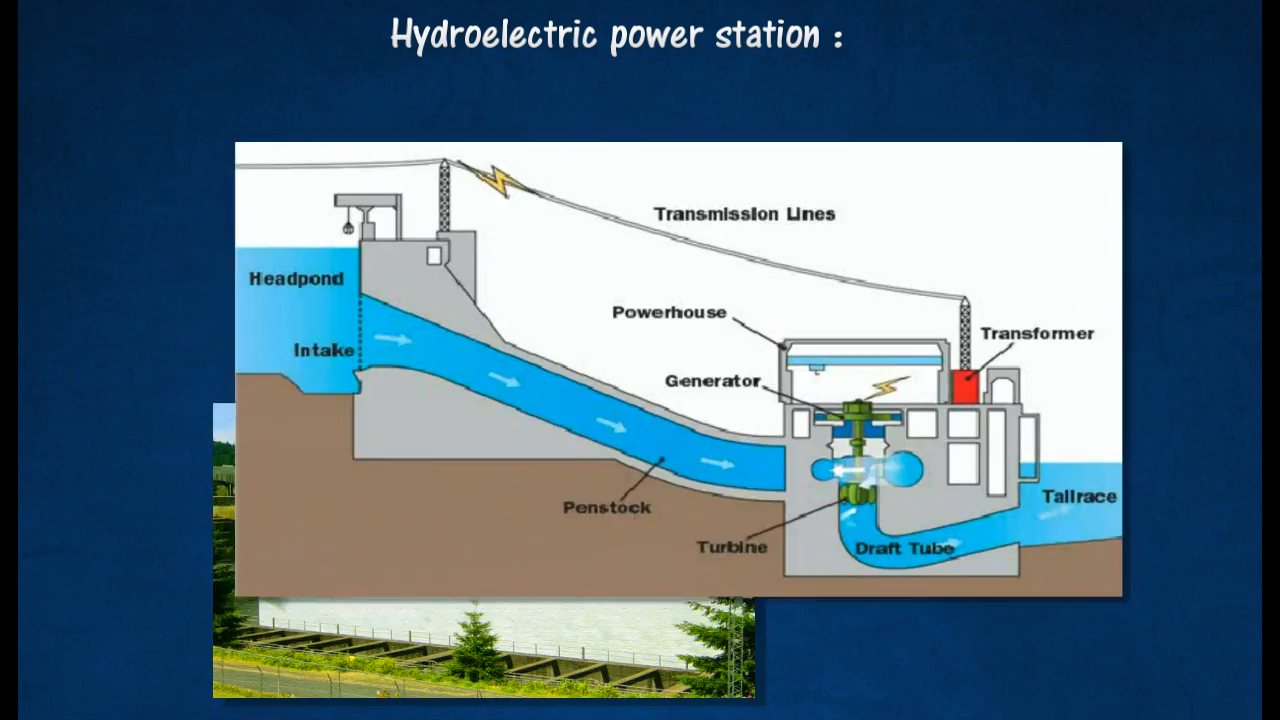 Hydroelectric power station :
Transmission Lines
Headpond
Powerhouse
Transformer
Intake
Generator
Tailrace
Penstock
Turbine
Draft Tube